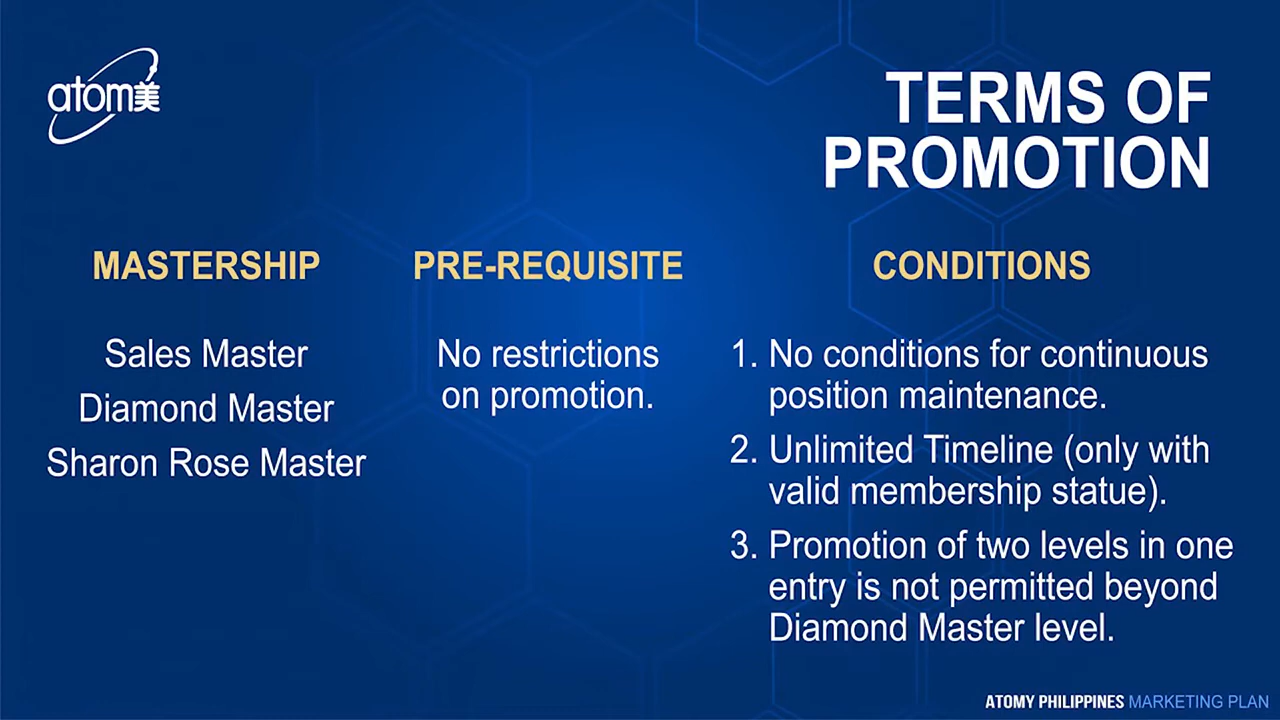 atom美
TERMS OF
PROMOTION
MASTERSHIP
Sales Master
Diamond Master
Sharon Rose Master
PRE-REQUISITE
No restrictions
on promotion.
CONDITIONS
1. No conditions for continuous
position maintenance.
2. Unlimited Timeline (only with
valid membership statue).
3. Promotion of two levels in one
entry is not permitted beyond
Diamond Master level.
ATOMY PHILIPPINES MARKETING PLAN